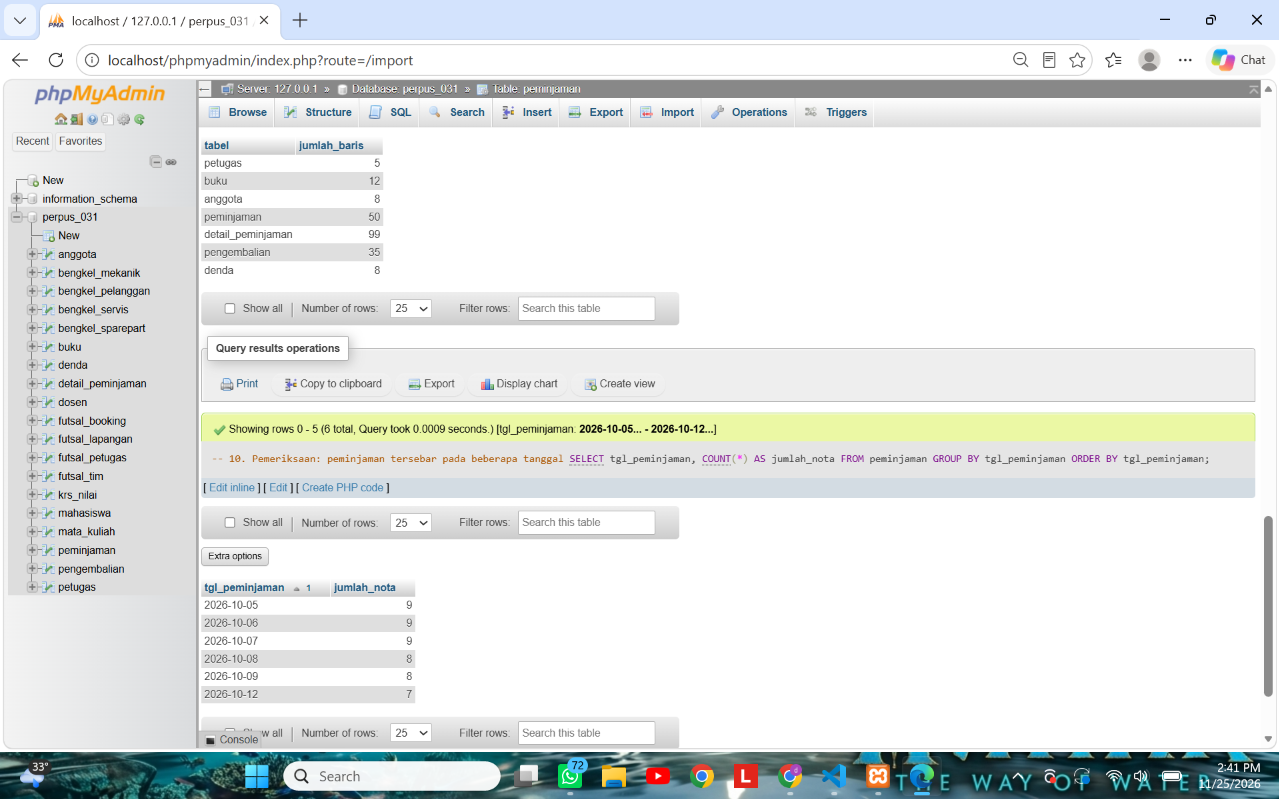 localhost / 127.0.0.1 / perpus_031
localhost/phpmyadmin/index.php?route=/import
Chat
phpMyAdmin
Recent Favorites
New
information_schema
perpus_031
New
anggota
bengkel_mekanik
bengkel_pelanggan
bengkel_servis
bengkel_sparepart
buku
denda
detail_peminjaman
dosen
futsal_booking
futsal_lapangan
futsal_petugas
futsal_tim
krs_nilai
mahasiswa
mata_kuliah
peminjaman
pengembalian
petugas
Server: 127.0.0.1 » Database: perpus_031 » Table: peminjaman
Browse Structure SQL Search Insert Export Import Operations Triggers
tabel jumlah_baris
petugas 5
buku 12
anggota 8
peminjaman 50
detail_peminjaman 99
pengembalian 35
denda 8
Show all Number of rows: 25 Filter rows: Search this table
Query results operations
Print Copy to clipboard Export Display chart Create view
Showing rows 0 - 5 (6 total, Query took 0.0009 seconds.) [tgl_peminjaman: 2026-10-05... - 2026-10-12...]
-- 10. Pemeriksaan: peminjaman tersebar pada beberapa tanggal SELECT tgl_peminjaman, COUNT(*) AS jumlah_nota FROM peminjaman GROUP BY tgl_peminjaman ORDER BY tgl_peminjaman;
[ Edit inline ] [ Edit ] [ Create PHP code ]
Show all Number of rows: 25 Filter rows: Search this table
Extra options
tgl_peminjaman 1 jumlah_nota
2026-10-05 9
2026-10-06 9
2026-10-07 9
2026-10-08 8
2026-10-09 8
2026-10-12 7
all Number of rows: 25 Filter rows: Search this table
Console
33°
Search
72
THE WAY OF WATER
2:41 PM
11/25/2026